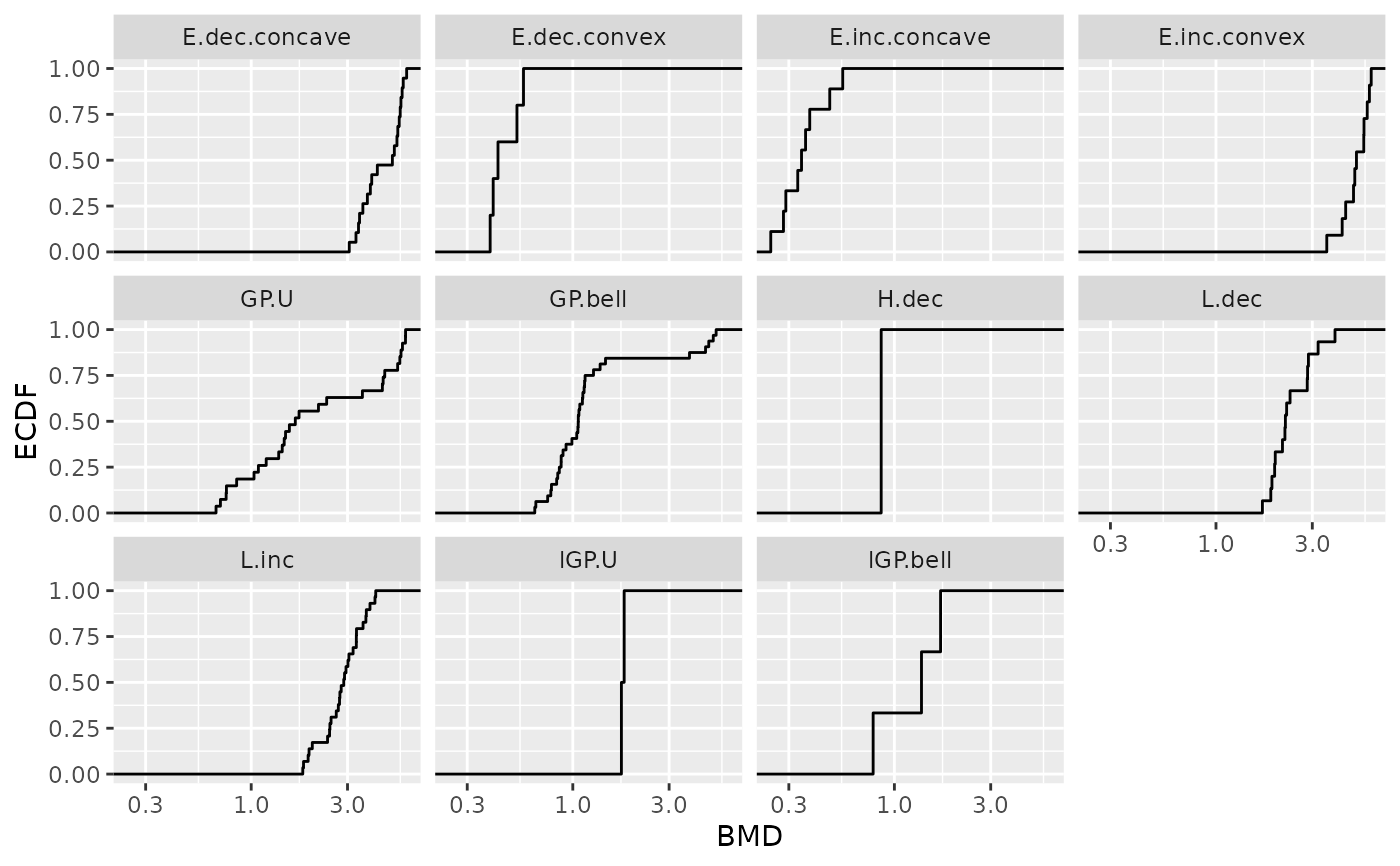 E.dec.concave E.dec.convex E.inc.concave E.inc.convex
1.00
0.75
0.50
0.25
0.00
GP.U GP.bell H.dec L.dec
1.00
0.75
0.50
0.25
0.00
0.3 1.0 3.0
L.inc lGP.U lGP.bell
1.00
0.75
0.50
0.25
0.00
0.3 1.0 3.0 0.3 1.0 3.0 0.3 1.0 3.0
BMD
ECDF